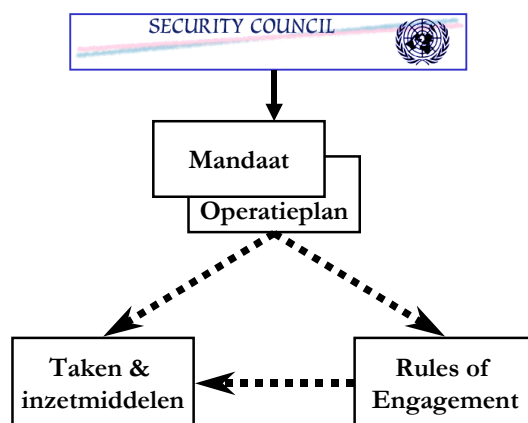 SECURITY COUNCIL
Mandaat
Operatieplan
Taken &
inzetmiddelen
Rules of
Engagement